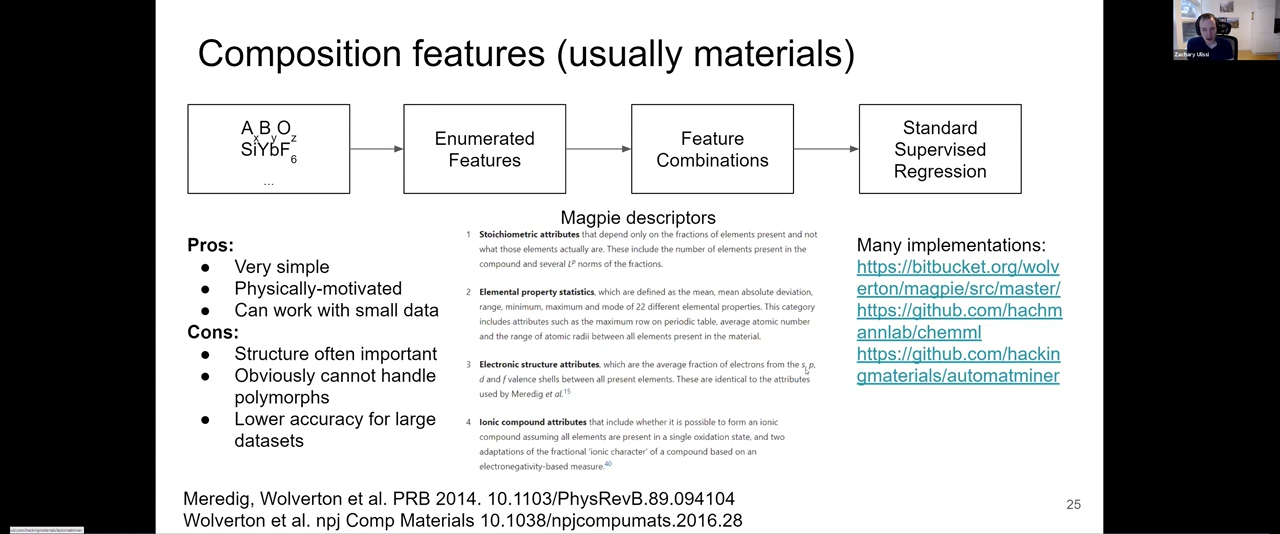 Composition features (usually materials)
Zachary Ulissi
AxByOz
SiYbF6
...
Enumerated
Features
Feature
Combinations
Standard
Supervised
Regression
Magpie descriptors
Pros:
● Very simple
● Physically-motivated
● Can work with small data
Cons:
● Structure often important
● Obviously cannot handle
polymorphs
● Lower accuracy for large
datasets
1 Stoichiometric attributes that depend only on the fractions of elements present and not
what those elements actually are. These include the number of elements present in the
compound and several Lᵖ norms of the fractions.
2 Elemental property statistics, which are defined as the mean, mean absolute deviation,
range, minimum, maximum and mode of 22 different elemental properties. This category
includes attributes such as the maximum row on periodic table, average atomic number
and the range of atomic radii between all elements present in the material.
3 Electronic structure attributes, which are the average fraction of electrons from the s, p,
d and f valence shells between all present elements. These are identical to the attributes
used by Meredig et al.15
4 Ionic compound attributes that include whether it is possible to form an ionic
compound assuming all elements are present in a single oxidation state, and two
adaptations of the fractional 'ionic character' of a compound based on an
electronegativity-based measure.40
Many implementations:
https://bitbucket.org/wolv
erton/magpie/src/master/
https://github.com/hachm
annlab/chemml
https://github.com/hackin
gmaterials/automatminer
Meredig, Wolverton et al. PRB 2014. 10.1103/PhysRevB.89.094104
Wolverton et al. npj Comp Materials 10.1038/npjcompumats.2016.28
25